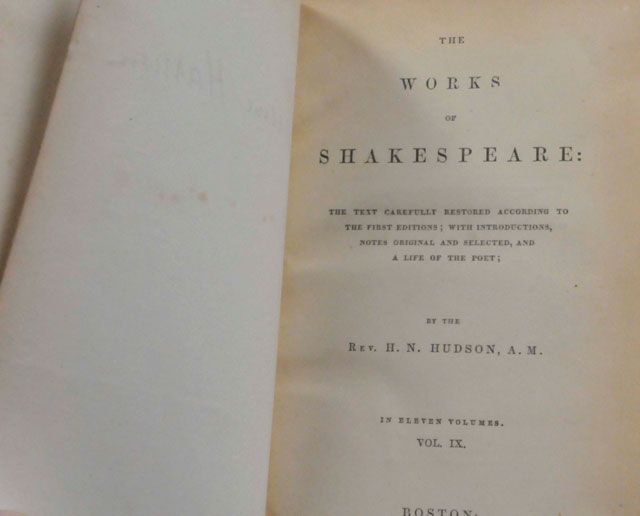 THE
WORKS
OF
SHAKESPEARE:
THE TEXT CAREFULLY RESTORED ACCORDING TO
THE FIRST EDITIONS; WITH INTRODUCTIONS,
NOTES ORIGINAL AND SELECTED, AND
A LIFE OF THE POET;
BY THE
REV. H. N. HUDSON, A. M.
IN ELEVEN VOLUMES.
VOL. IX.
BOSTON: